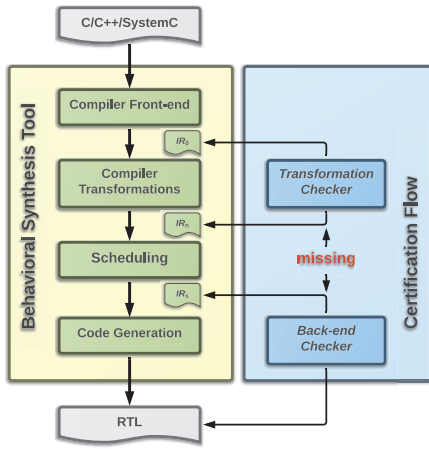 C/C++/SystemC
Behavioral Synthesis Tool
Compiler Front-end
IR0
Compiler
Transformations
IRn
Scheduling
IRs
Code Generation
RTL
Transformation
Checker
missing
Back-end
Checker
Certification Flow